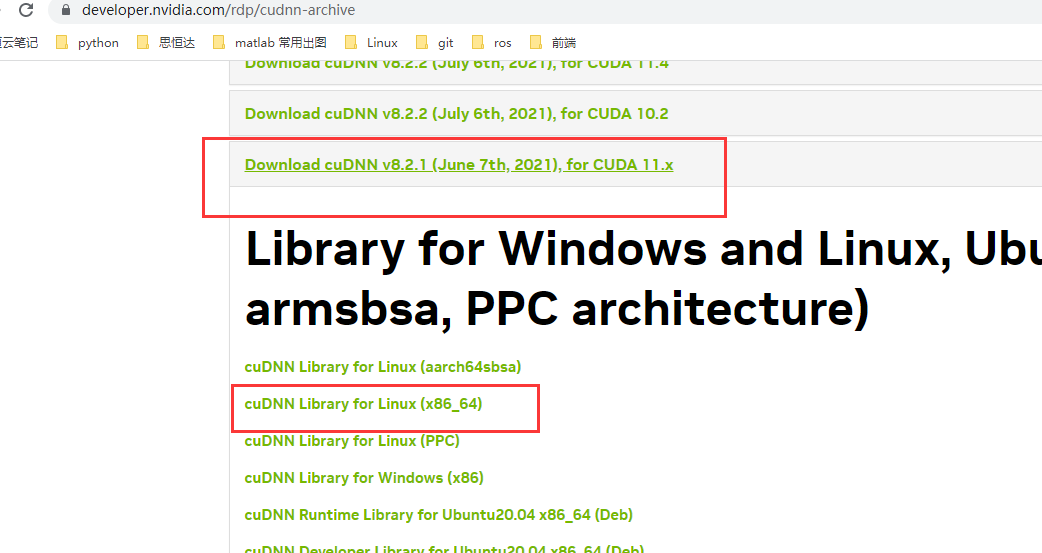 developer.nvidia.com/rdp/cudnn-archive
云笔记 python 思恒达 matlab 常用出图 Linux git ros 前端
Download cuDNN v8.2.2 (July 6th, 2021), for CUDA 11.4
Download cuDNN v8.2.2 (July 6th, 2021), for CUDA 10.2
Download cuDNN v8.2.1 (June 7th, 2021), for CUDA 11.x
Library for Windows and Linux, Ubu
armsbsa, PPC architecture)
cuDNN Library for Linux (aarch64sbsa)
cuDNN Library for Linux (x86_64)
cuDNN Library for Linux (PPC)
cuDNN Library for Windows (x86)
cuDNN Runtime Library for Ubuntu20.04 x86_64 (Deb)
cuDNN Developer Library for Ubuntu20.04 x86_64 (Deb)